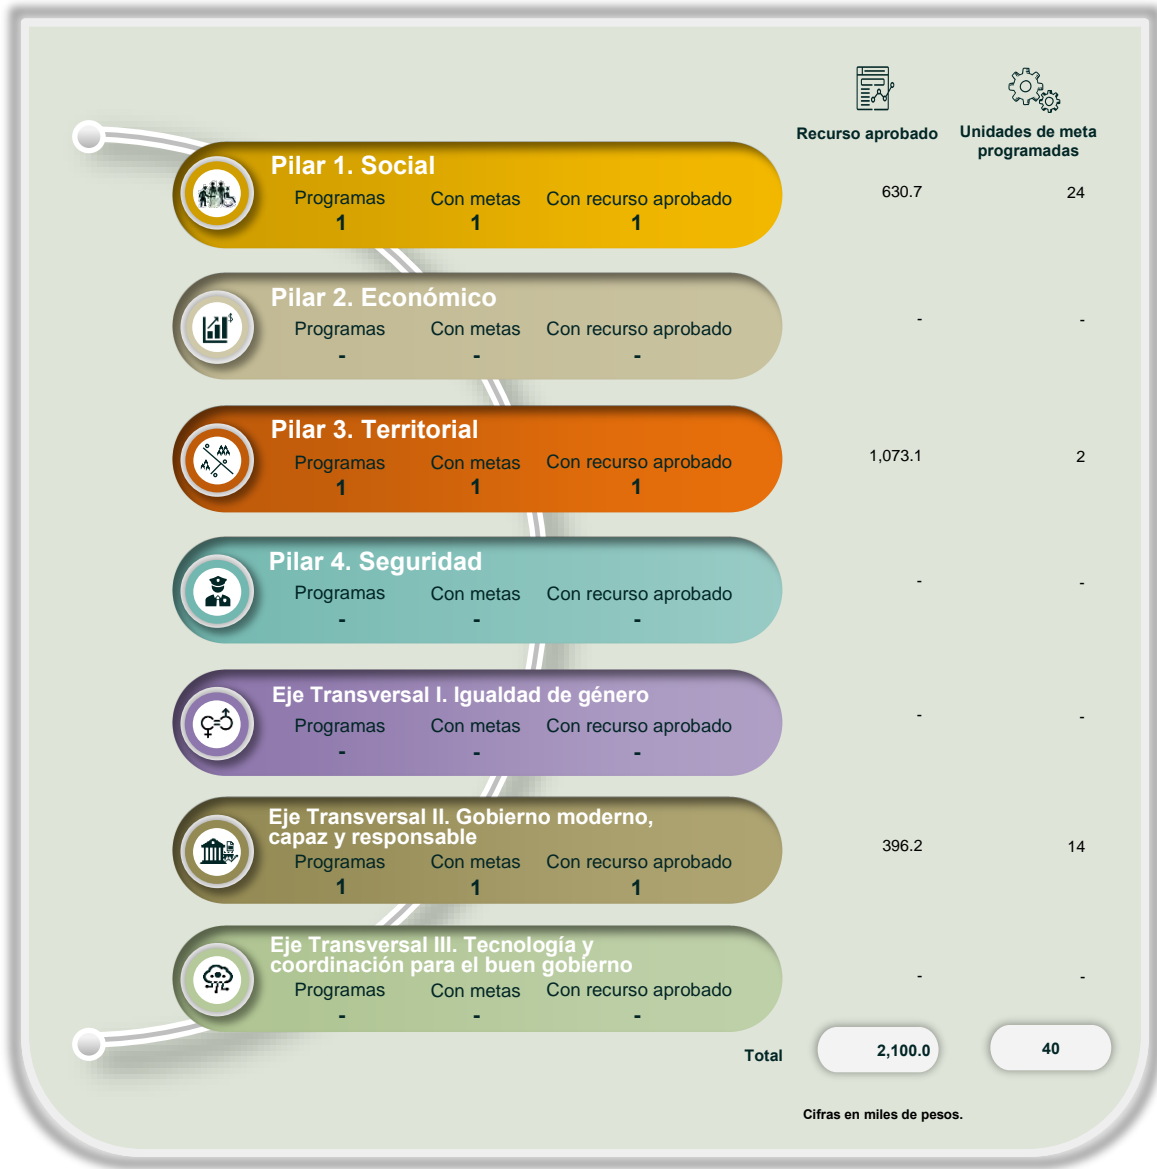 Recurso aprobado
Unidades de meta
programadas
Pilar 1. Social
Programas Con metas Con recurso aprobado
1 1 1
630.7 24
Pilar 2. Económico
Programas Con metas Con recurso aprobado
- - -
- -
Pilar 3. Territorial
Programas Con metas Con recurso aprobado
1 1 1
1,073.1 2
Pilar 4. Seguridad
Programas Con metas Con recurso aprobado
- - -
- -
Eje Transversal I. Igualdad de género
Programas Con metas Con recurso aprobado
- - -
- -
Eje Transversal II. Gobierno moderno,
capaz y responsable
Programas Con metas Con recurso aprobado
1 1 1
396.2 14
Eje Transversal III. Tecnología y
coordinación para el buen gobierno
Programas Con metas Con recurso aprobado
- - -
- -
Total 2,100.0 40
Cifras en miles de pesos.